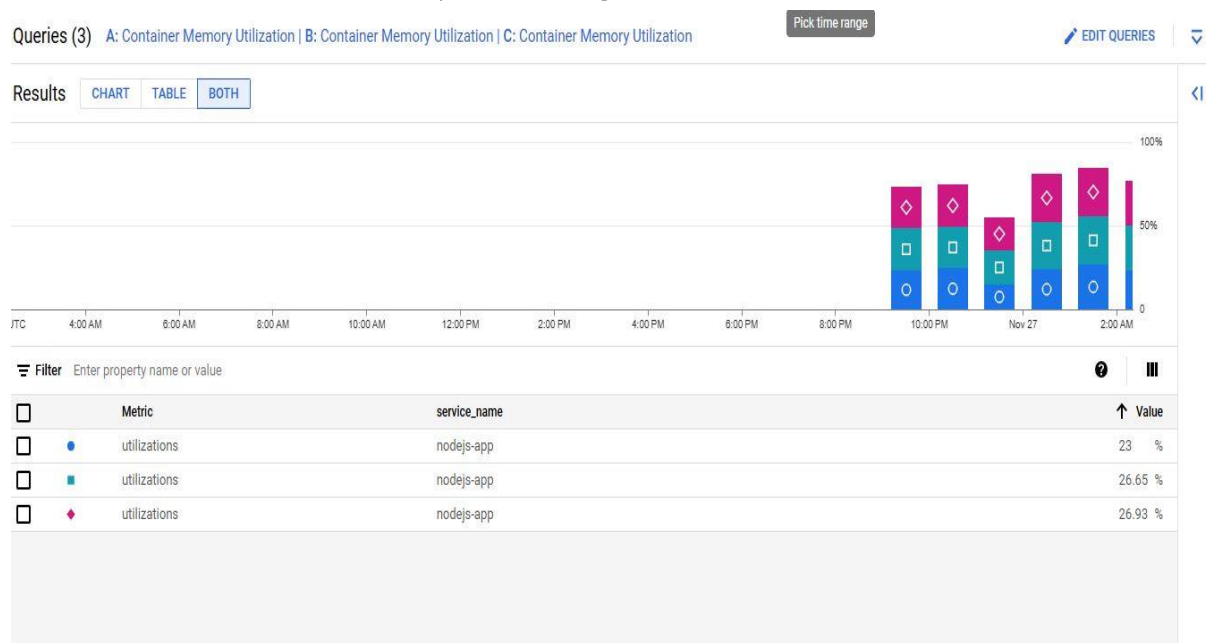 Pick time range
Queries (3) A: Container Memory Utilization | B: Container Memory Utilization | C: Container Memory Utilization EDIT QUERIES
Results CHART TABLE BOTH
100%
50%
0
4:00 AM 6:00 AM 8:00 AM 10:00 AM 12:00 PM 2:00 PM 4:00 PM 6:00 PM 8:00 PM 10:00 PM Nov 27 2:00 AM
Filter Enter property name or value
Metric service_name Value
utilizations nodejs-app 23 %
utilizations nodejs-app 26.65 %
utilizations nodejs-app 26.93 %